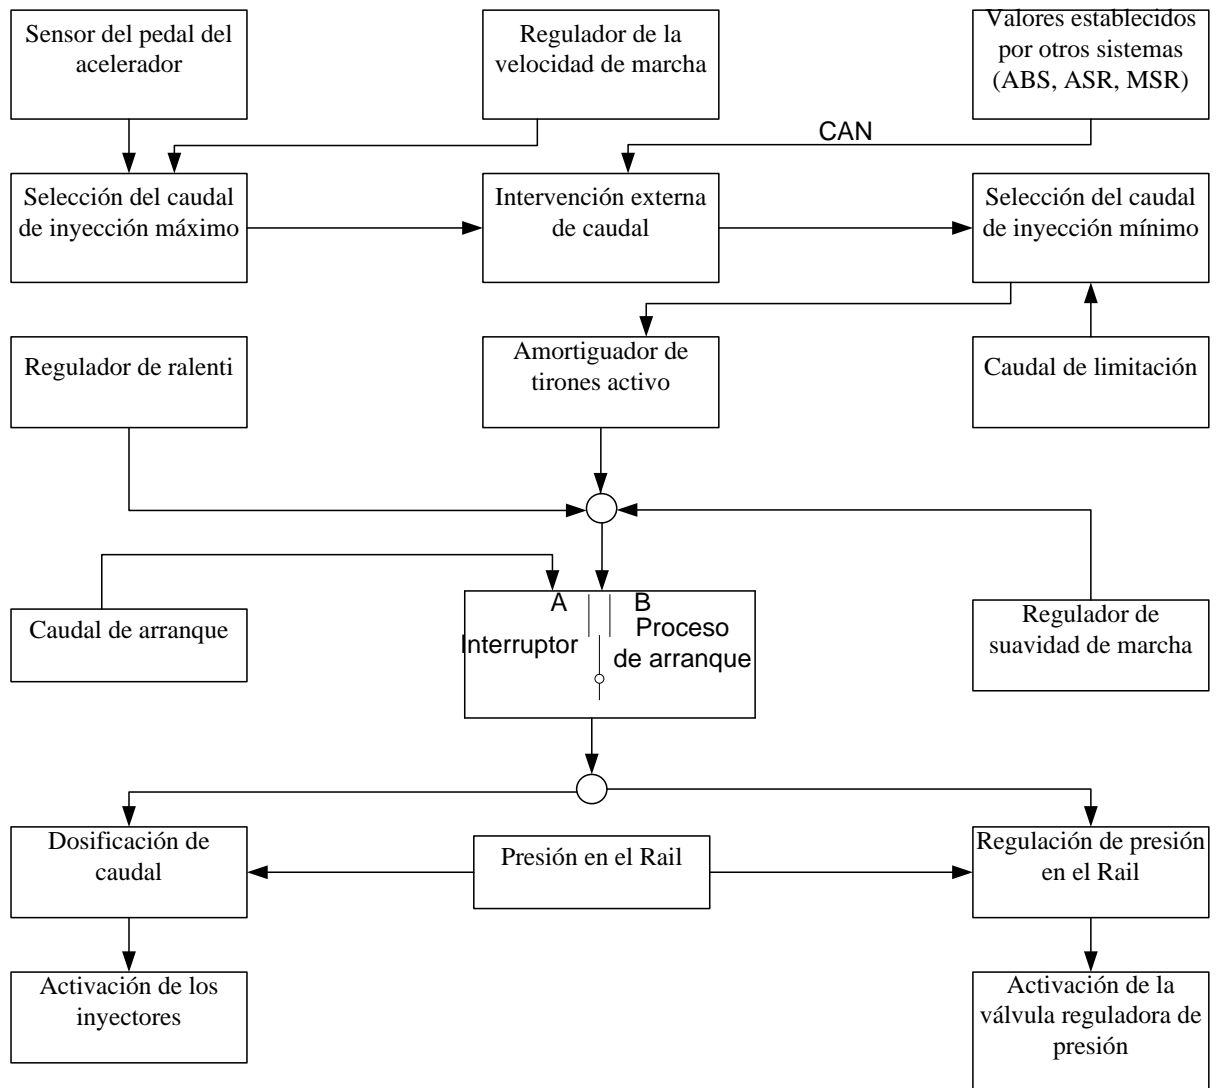 Sensor del pedal del
acelerador
Regulador de la
velocidad de marcha
Valores establecidos
por otros sistemas
(ABS, ASR, MSR)
CAN
Selección del caudal
de inyección máximo
Intervención externa
de caudal
Selección del caudal
de inyección mínimo
Regulador de ralenti
Amortiguador de
tirones activo
Caudal de limitación
Caudal de arranque
A
B
Interruptor
Proceso
de arranque
Regulador de
suavidad de marcha
Dosificación de
caudal
Presión en el Rail
Regulación de presión
en el Rail
Activación de los
inyectores
Activación de la
válvula reguladora de
presión